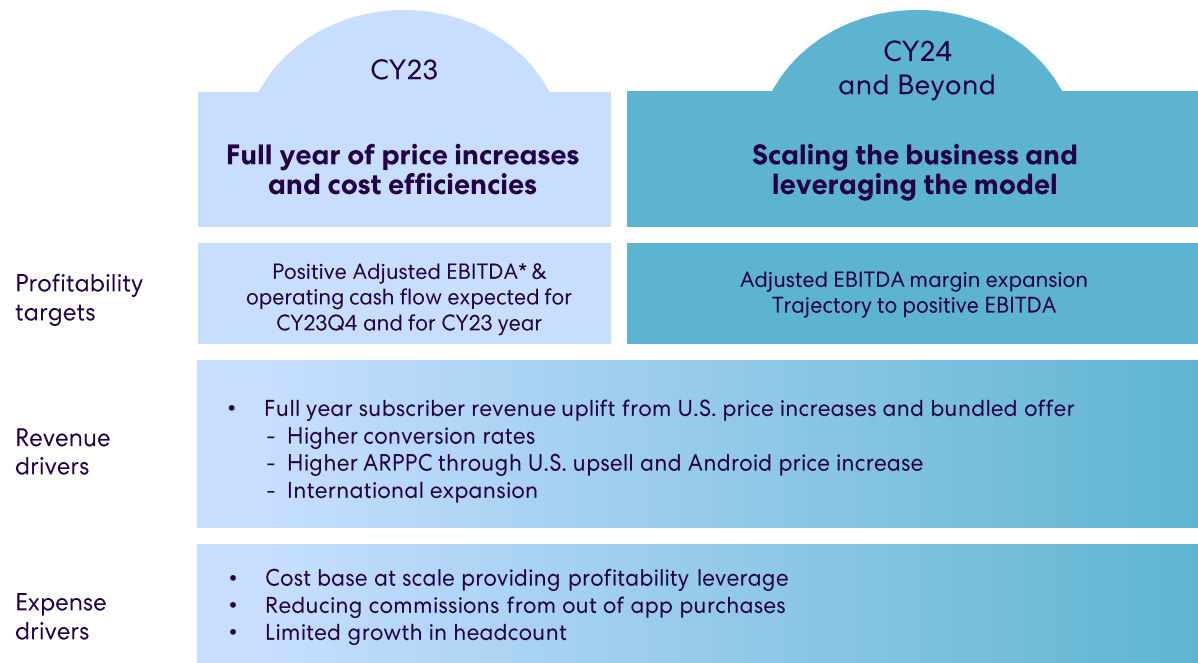 CY23
CY24
and Beyond
Full year of price increases
and cost efficiencies
Scaling the business and
leveraging the model
Profitability
targets
Positive Adjusted EBITDA* &
operating cash flow expected for
CY23Q4 and for CY23 year
Adjusted EBITDA margin expansion
Trajectory to positive EBITDA
Revenue
drivers
• Full year subscriber revenue uplift from U.S. price increases and bundled offer
- Higher conversion rates
- Higher ARPPC through U.S. upsell and Android price increase
- International expansion
Expense
drivers
• Cost base at scale providing profitability leverage
• Reducing commissions from out of app purchases
• Limited growth in headcount